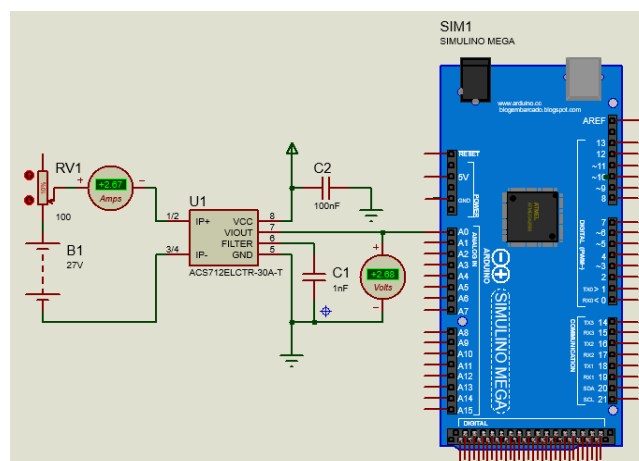 SIM1
SIMULINO MEGA
www.arduino.cc
blogembarcado.blogspot.com
AREF
RESET
5V
GND
POWER
13
12
~11
~10
~9
8
7
~6
~5
4
~3
2
TX0 > 1
RX0 < 0
DIGITAL (PWM~)
ATMEL
A0
A1
A2
A3
A4
A5
A6
A7
A8
A9
A10
A11
A12
A13
A14
A15
ANALOG IN
ARDUINO
SIMULINO MEGA
TX3 14
RX3 15
TX2 16
RX2 17
TX1 18
RX1 19
SDA 20
SCL 21
COMMUNICATION
DIGITAL
RV1
100
+
+2.67
Amps
-
B1
27V
U1
1/2
IP+
3/4
IP-
VCC
8
VIOUT
7
FILTER
6
GND
5
ACS712ELCTR-30A-T
C2
100nF
C1
1nF
+
+2.68
Volts
-